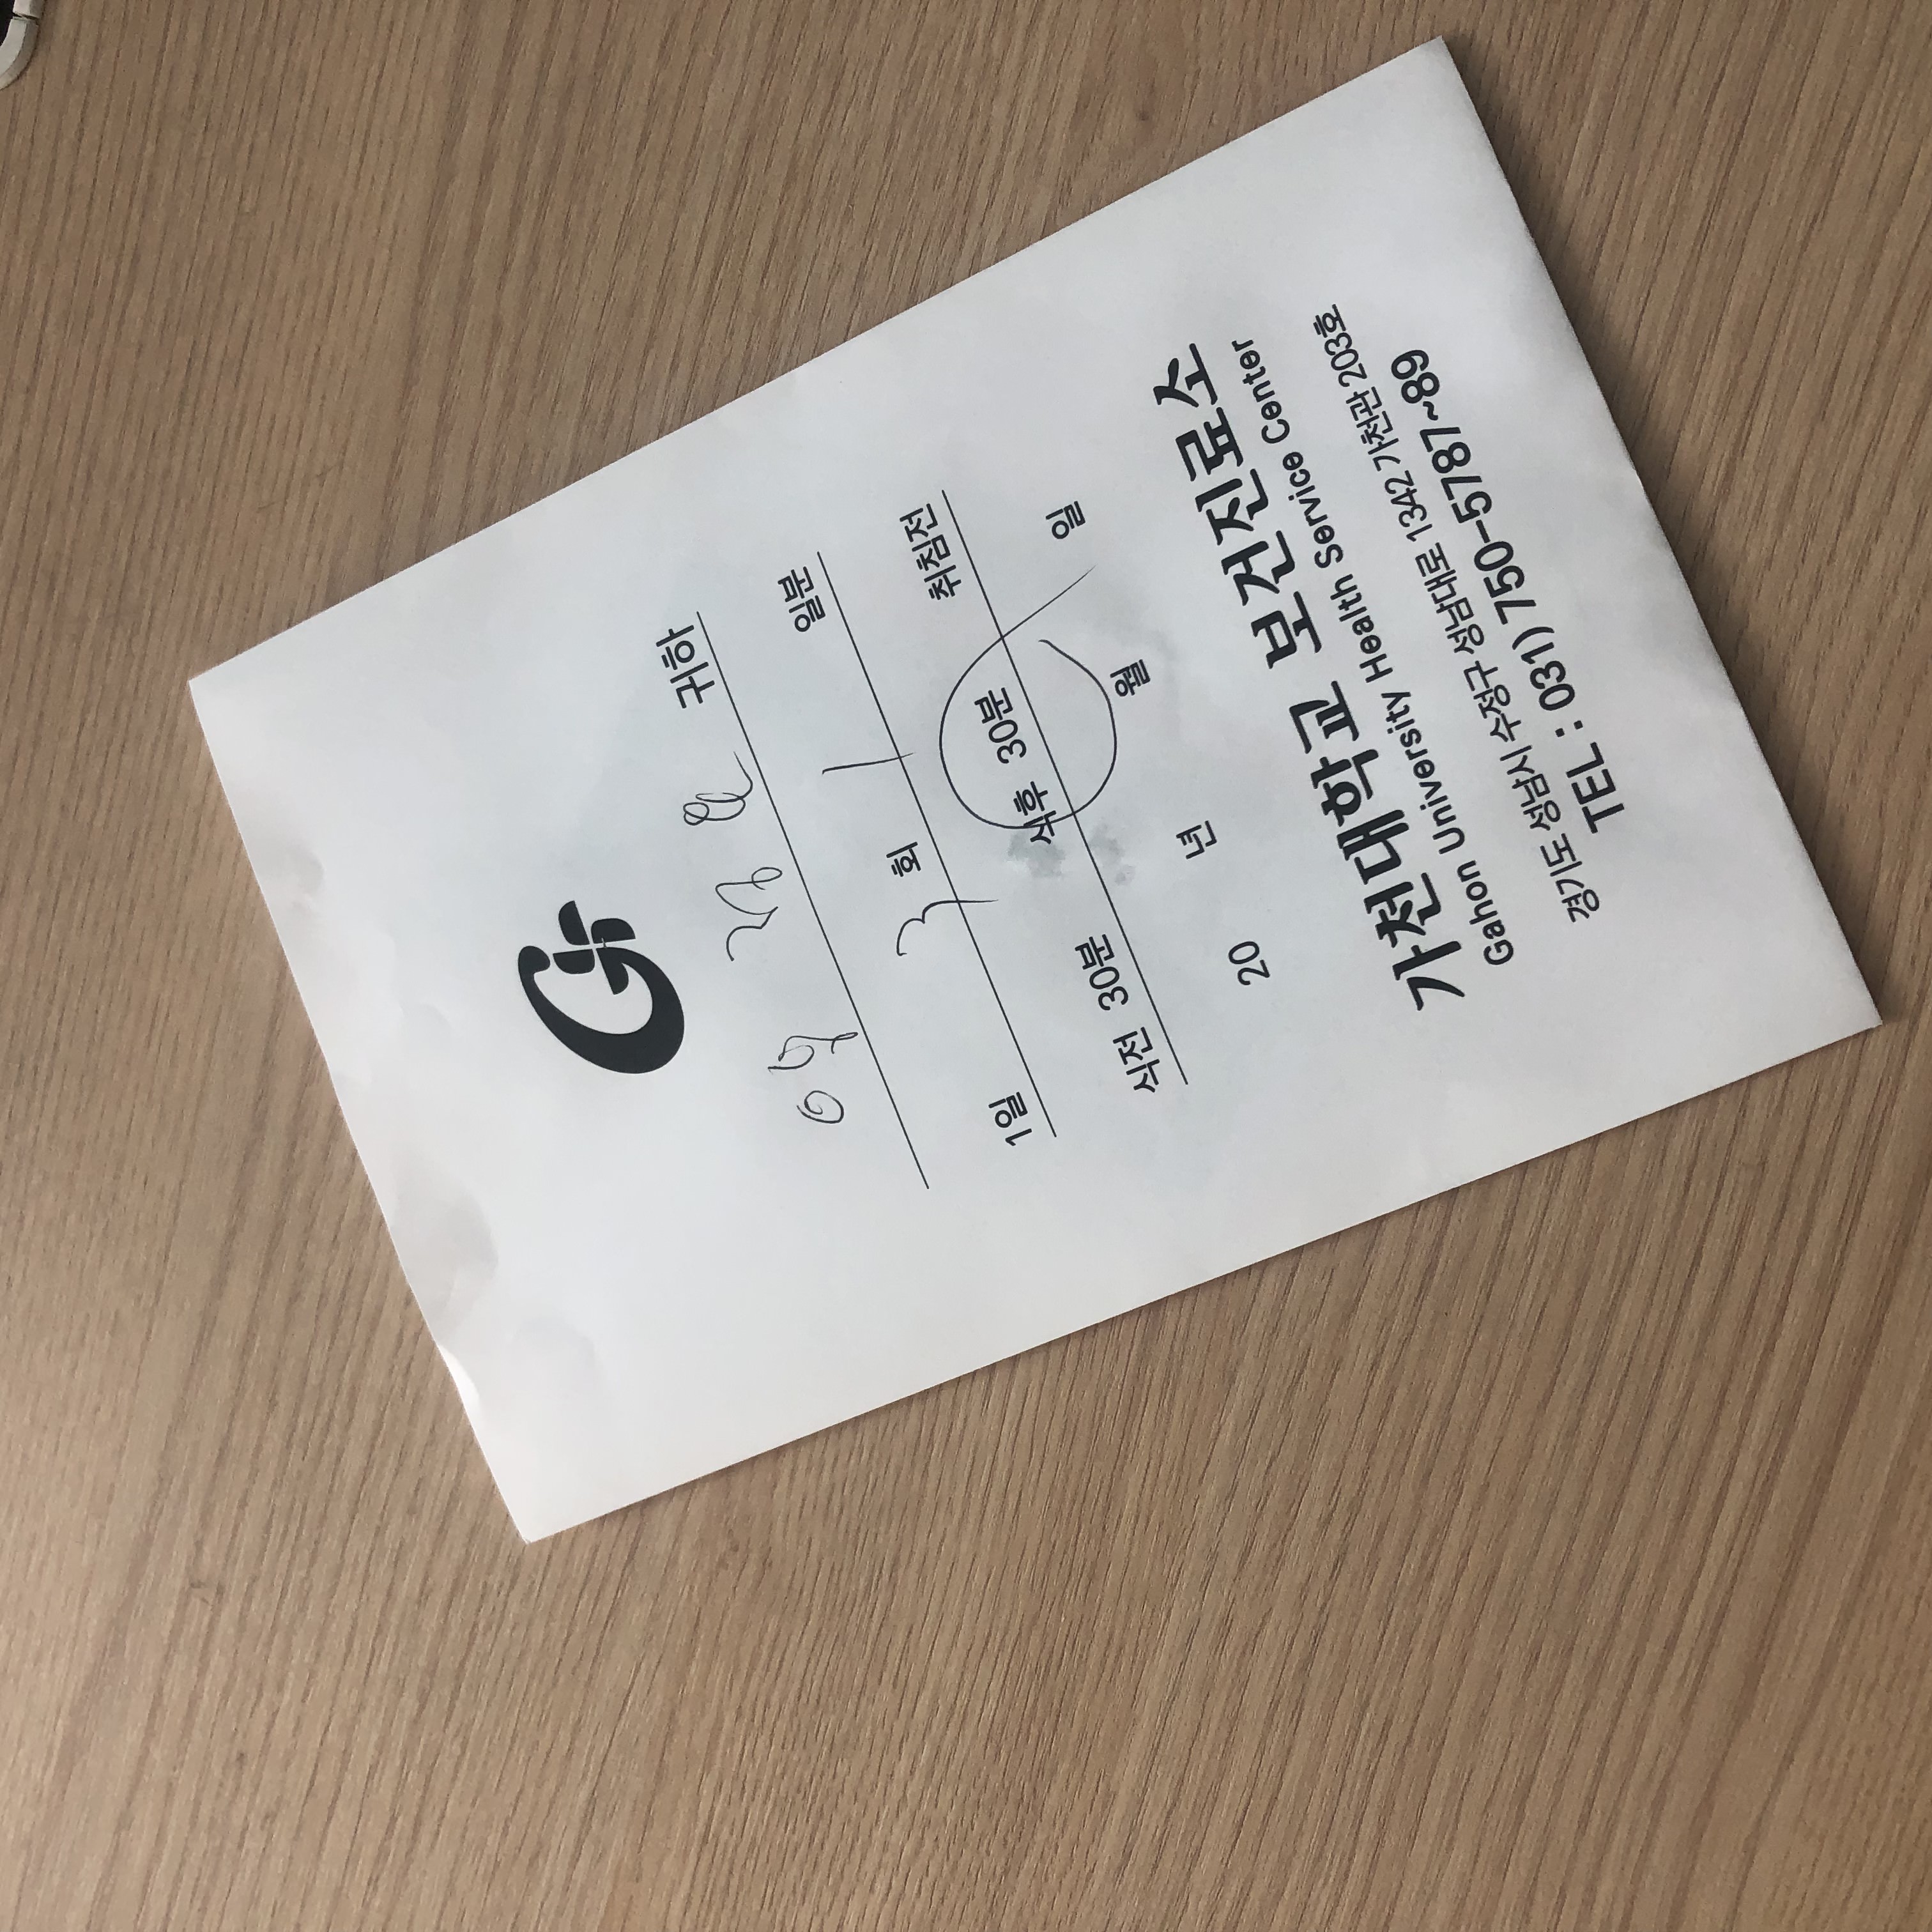 귀하
1일 3 회 1 일분
식전 30분 식후 30분 취침전
20 년 월 일
가천대학교 보건진료소
Gahon University Health Service Center
경기도 성남시 수정구 성남대로 1342 가천관 203호
TEL : 031) 750-5787~89